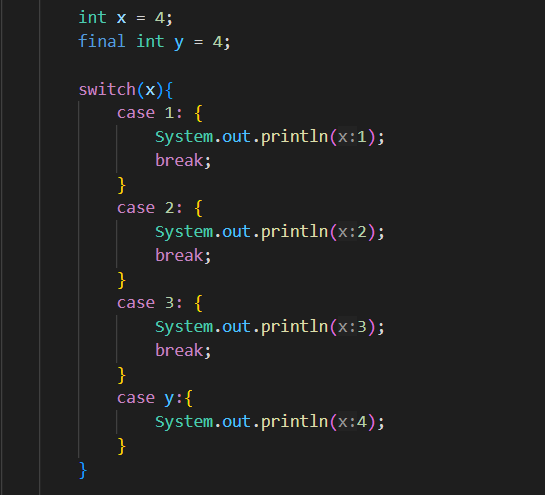 int x = 4;
final int y = 4;
switch(x){
case 1: {
System.out.println(x:1);
break;
}
case 2: {
System.out.println(x:2);
break;
}
case 3: {
System.out.println(x:3);
break;
}
case y:{
System.out.println(x:4);
}
}